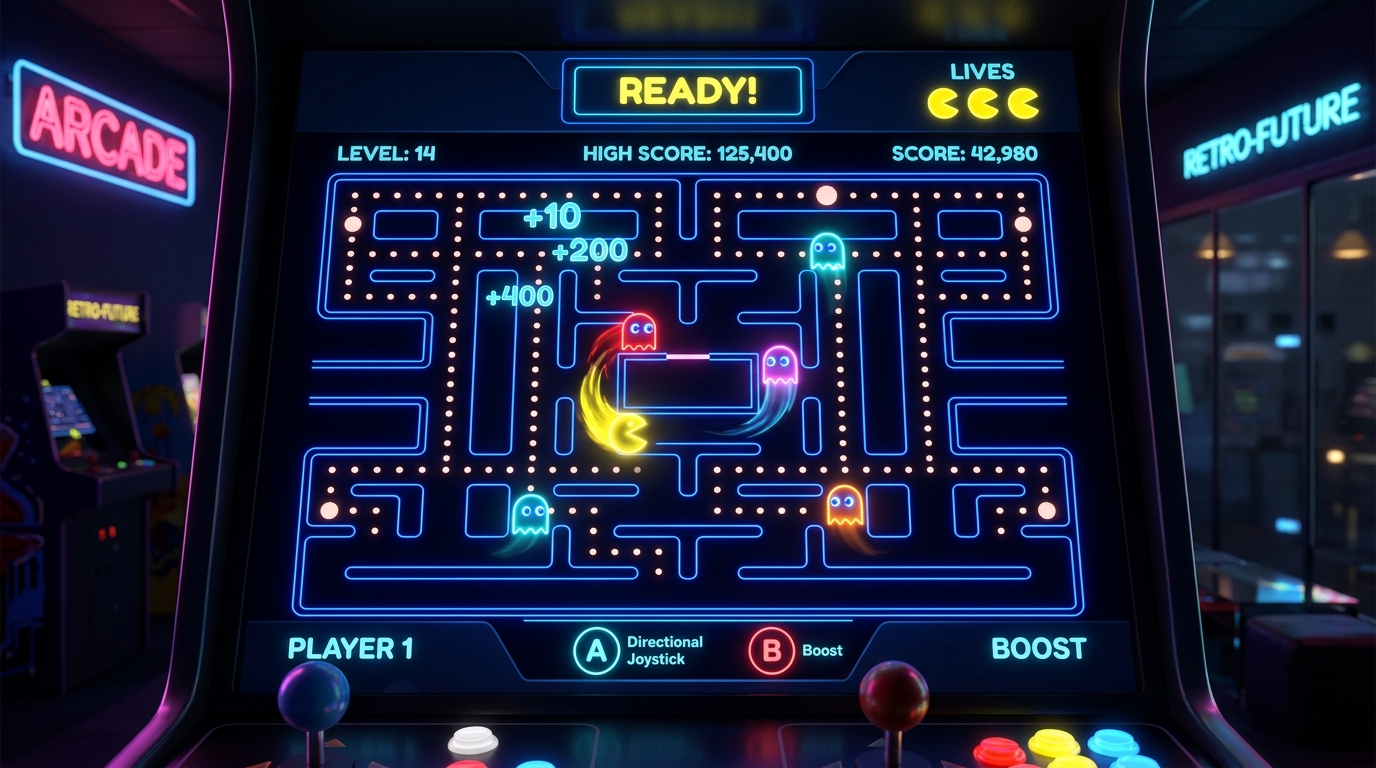 READY!
LIVES
LEVEL: 14
HIGH SCORE: 125,400
SCORE: 42,980
ARCADE
RETRO-FUTURE
RETRO-FUTURE
+10
+200
+400
PLAYER 1
A
Directional
Joystick
B
Boost
BOOST